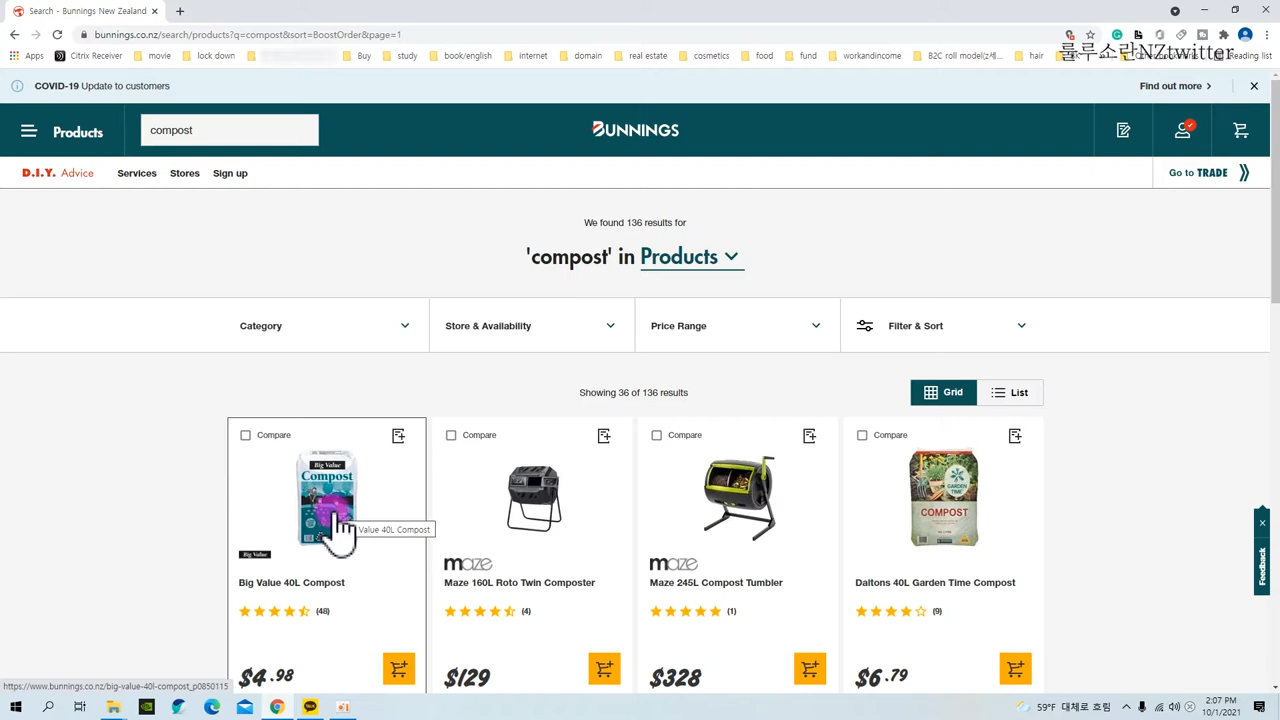 Search - Bunnings New Zealand
bunnings.co.nz/search/products?q=compost&sort=BoostOrder&page=1
Apps
Citrix Receiver
movie
lock down
Buy
study
book/english
internet
domain
real estate
cosmetics
food
fund
workandincome
B2C roll model(
hair
Reading list
룰루소란NZtwitter
COVID-19 Update to customers
Find out more
Products
compost
BUNNINGS
D.I.Y. Advice
Services
Stores
Sign up
Go to TRADE
We found 136 results for
'compost' in Products
Category
Store & Availability
Price Range
Filter & Sort
Showing 36 of 136 results
Grid
List
Compare
Compare
Compare
Compare
Big Value
Compost
GARDEN TIME
COMPOST
Value 40L Compost
Big Value
maze
maze
Big Value 40L Compost
Maze 160L Roto Twin Composter
Maze 245L Compost Tumbler
Daltons 40L Garden Time Compost
(48)
(4)
(1)
(9)
$4.98
$129
$328
$6.79
Feedback
https://www.bunnings.co.nz/big-value-40l-compost_p0850115
59°F 대체로 흐림
2:07 PM
10/1/2021